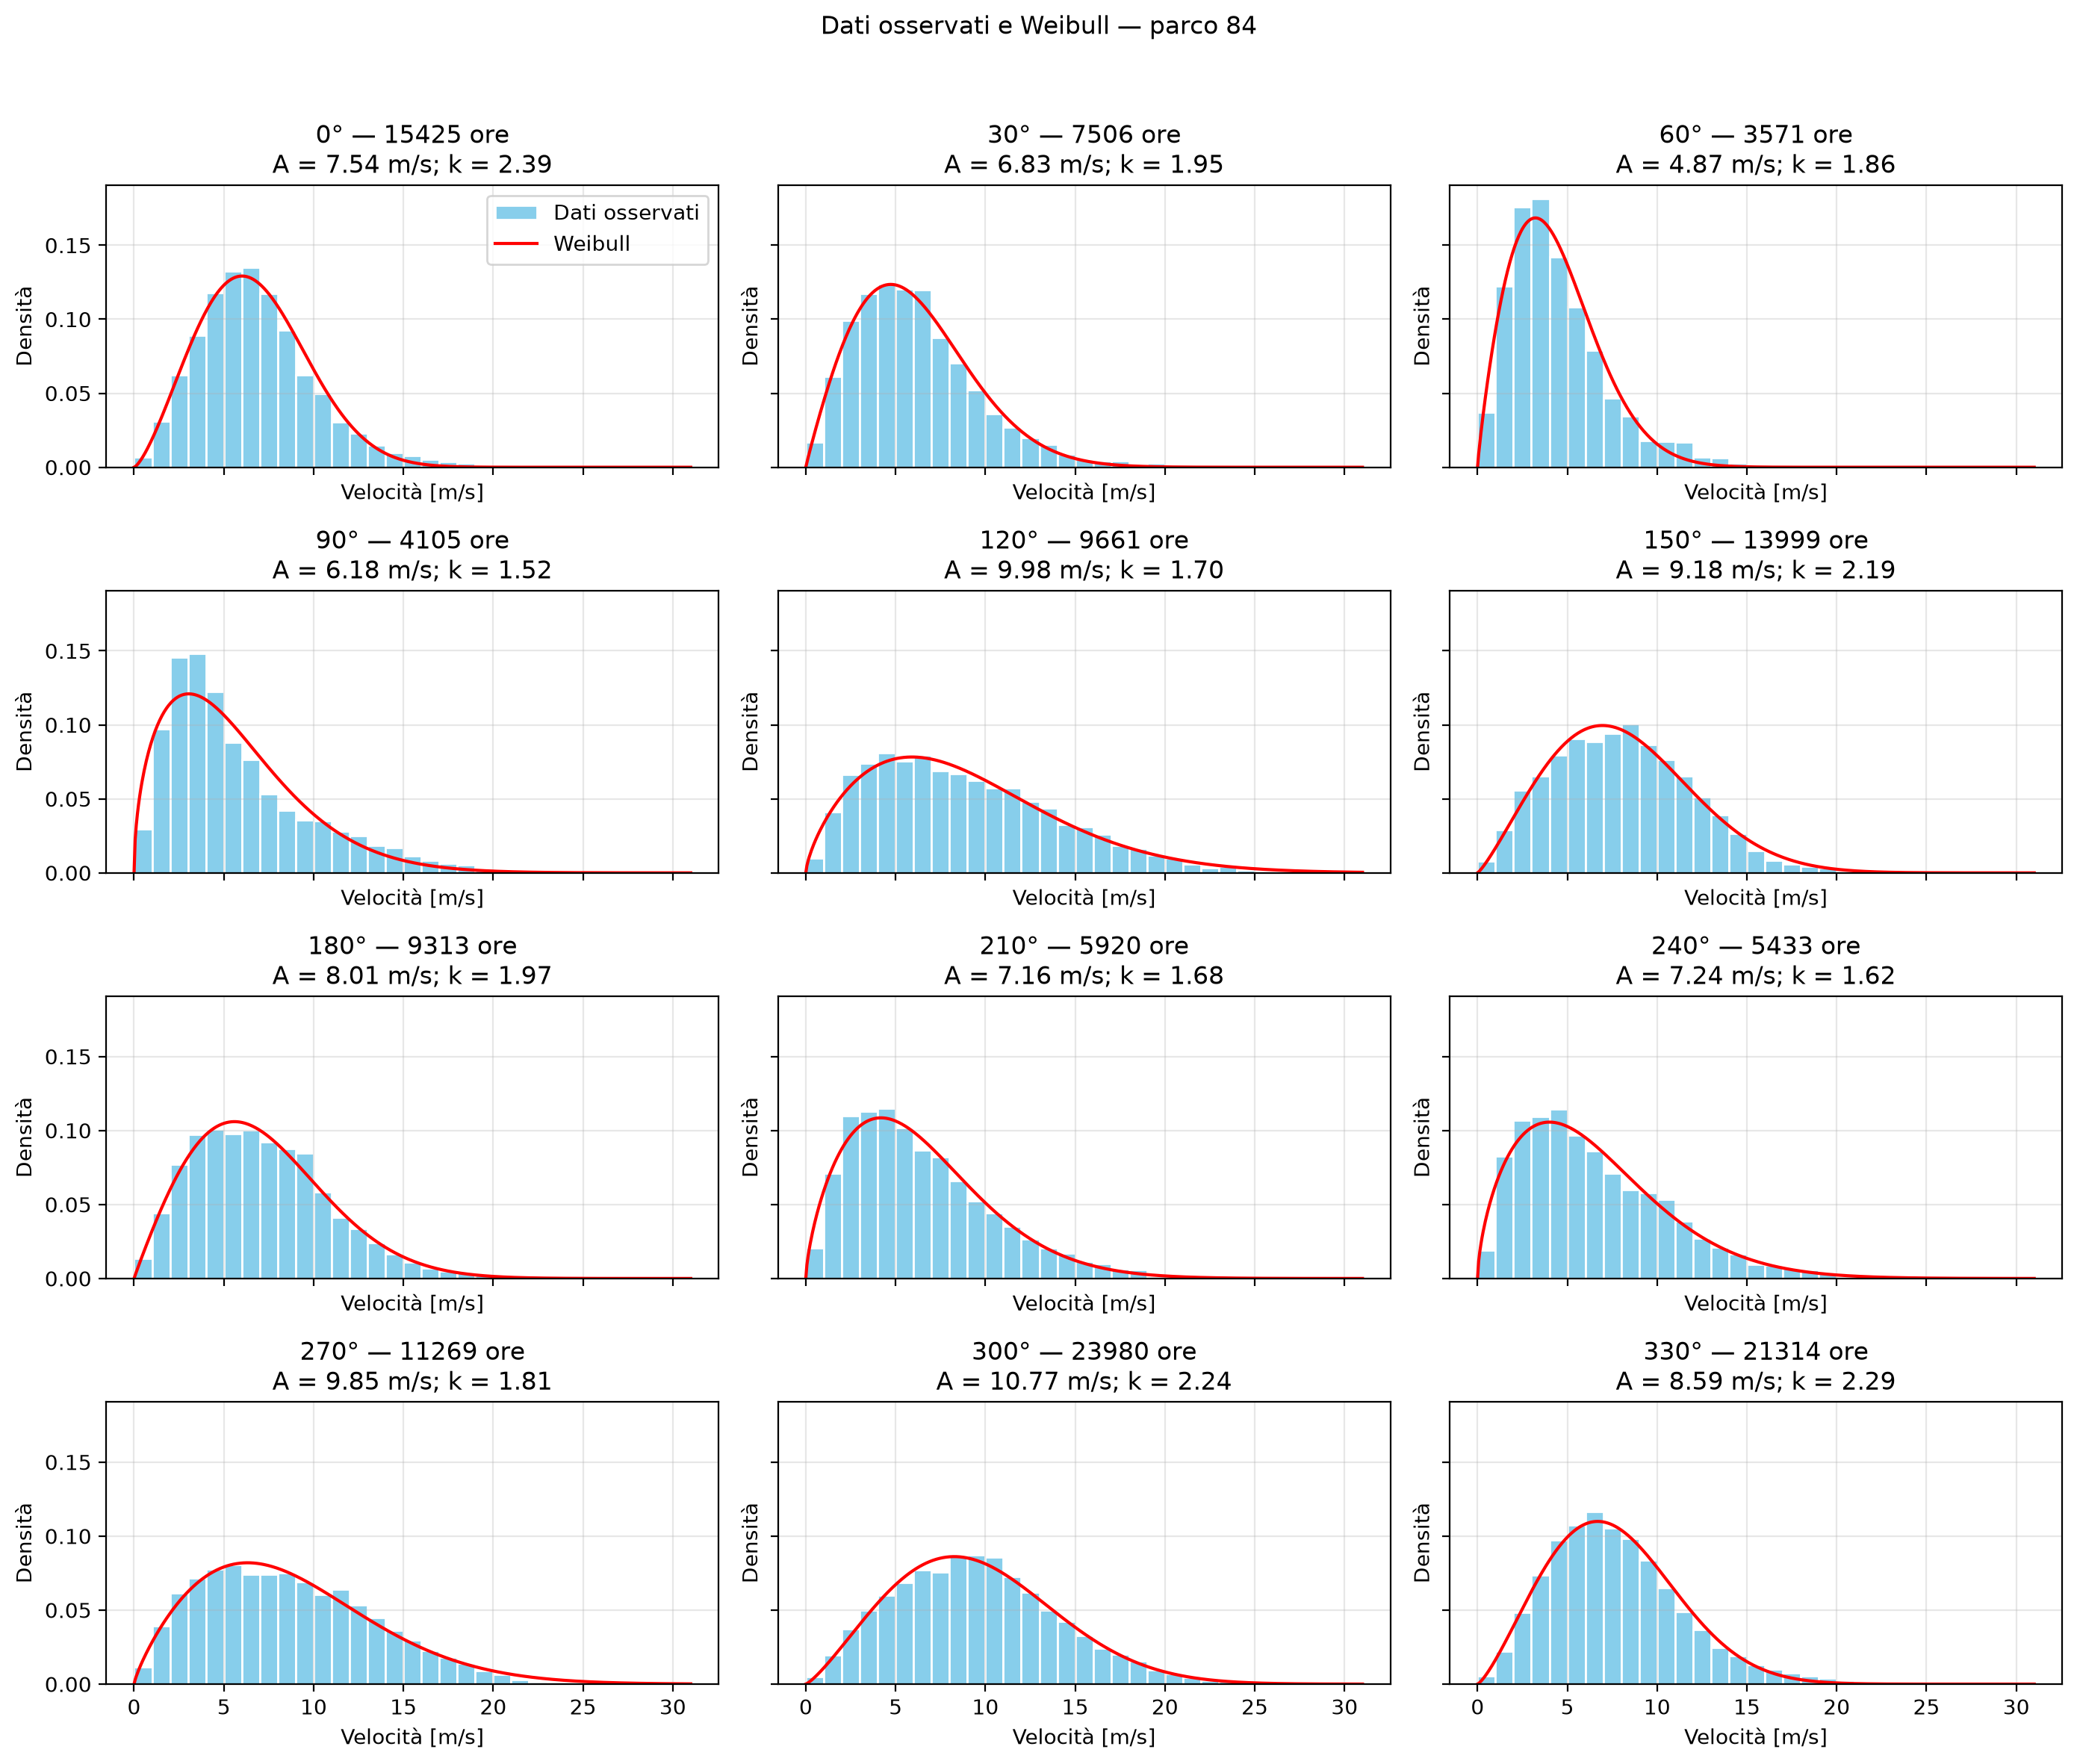 Dati osservati e Weibull — parco 84
0° — 15425 ore
A = 7.54 m/s; k = 2.39
30° — 7506 ore
A = 6.83 m/s; k = 1.95
60° — 3571 ore
A = 4.87 m/s; k = 1.86
Dati osservati
Weibull
Densità
0.15
0.10
0.05
0.00
Velocità [m/s]
Densità
Velocità [m/s]
Densità
Velocità [m/s]
90° — 4105 ore
A = 6.18 m/s; k = 1.52
120° — 9661 ore
A = 9.98 m/s; k = 1.70
150° — 13999 ore
A = 9.18 m/s; k = 2.19
Densità
0.15
0.10
0.05
0.00
Velocità [m/s]
Densità
Velocità [m/s]
Densità
Velocità [m/s]
180° — 9313 ore
A = 8.01 m/s; k = 1.97
210° — 5920 ore
A = 7.16 m/s; k = 1.68
240° — 5433 ore
A = 7.24 m/s; k = 1.62
Densità
0.15
0.10
0.05
0.00
Velocità [m/s]
Densità
Velocità [m/s]
Densità
Velocità [m/s]
270° — 11269 ore
A = 9.85 m/s; k = 1.81
300° — 23980 ore
A = 10.77 m/s; k = 2.24
330° — 21314 ore
A = 8.59 m/s; k = 2.29
Densità
0.15
0.10
0.05
0.00
0 5 10 15 20 25 30
Velocità [m/s]
Densità
0 5 10 15 20 25 30
Velocità [m/s]
Densità
0 5 10 15 20 25 30
Velocità [m/s]